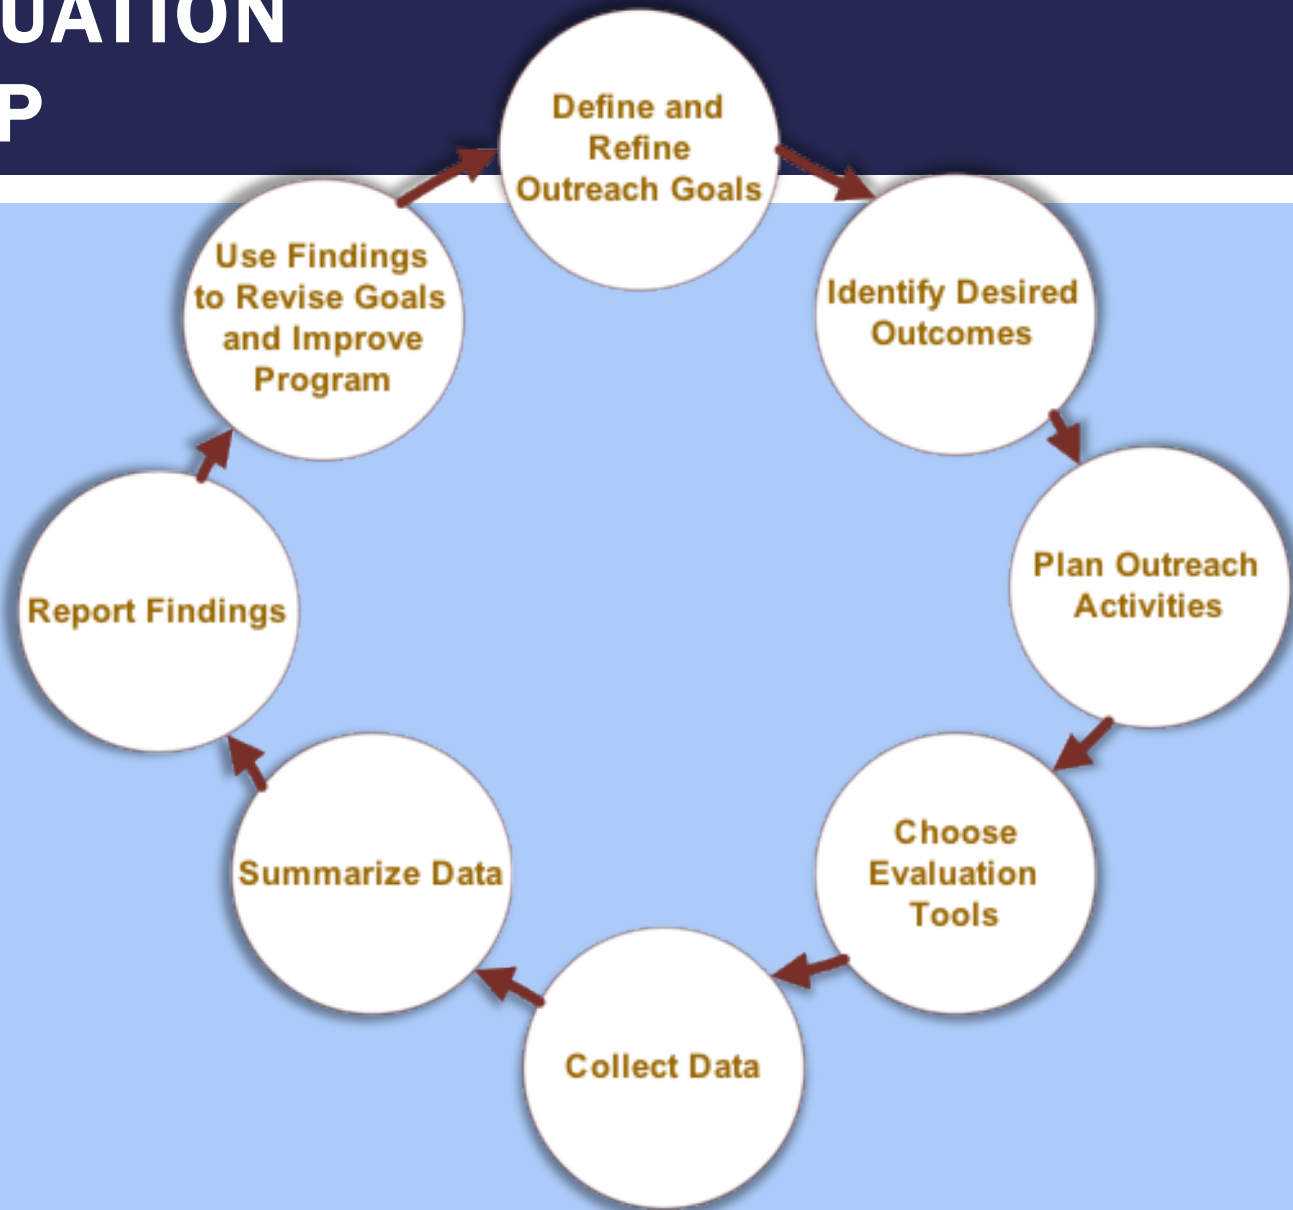 UATION
P
Define and
Refine
Outreach Goals
Identify Desired
Outcomes
Plan Outreach
Activities
Choose
Evaluation
Tools
Collect Data
Summarize Data
Report Findings
Use Findings
to Revise Goals
and Improve
Program